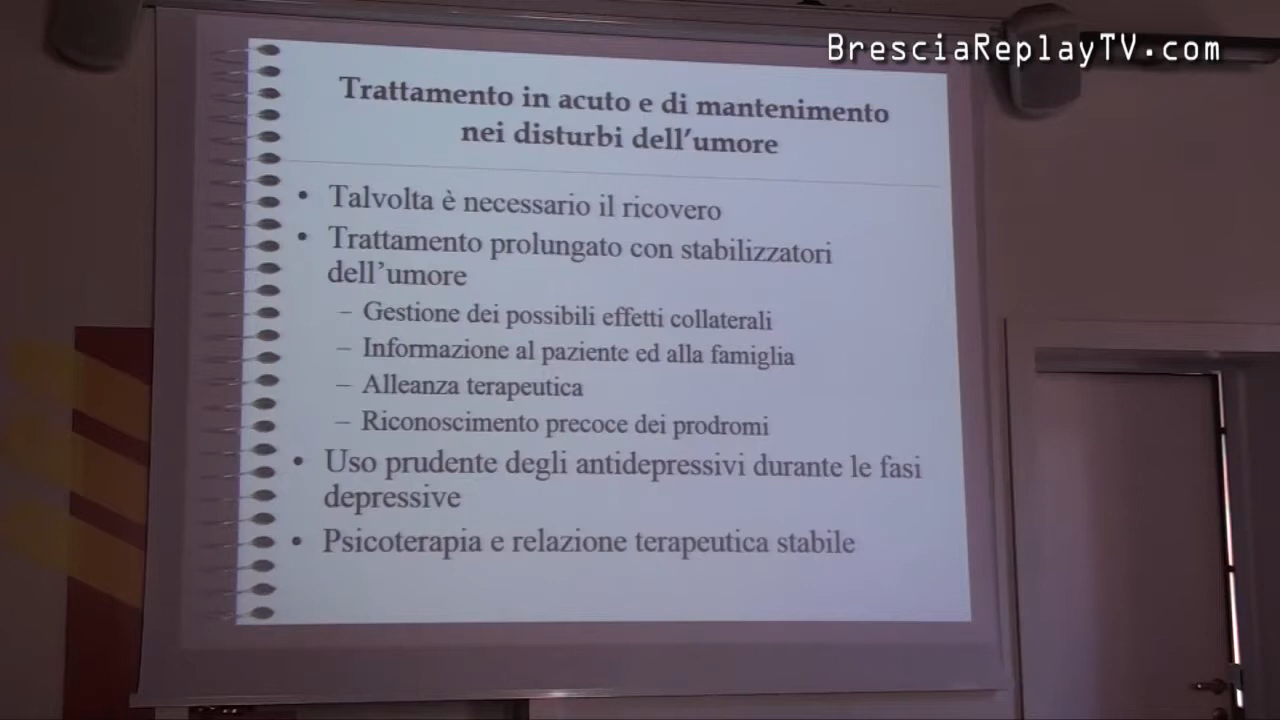 BresciaReplayTV.com
Trattamento in acuto e di mantenimento
nei disturbi dell'umore
• Talvolta è necessario il ricovero
• Trattamento prolungato con stabilizzatori
dell'umore
– Gestione dei possibili effetti collaterali
– Informazione al paziente ed alla famiglia
– Alleanza terapeutica
– Riconoscimento precoce dei prodromi
• Uso prudente degli antidepressivi durante le fasi
depressive
• Psicoterapia e relazione terapeutica stabile